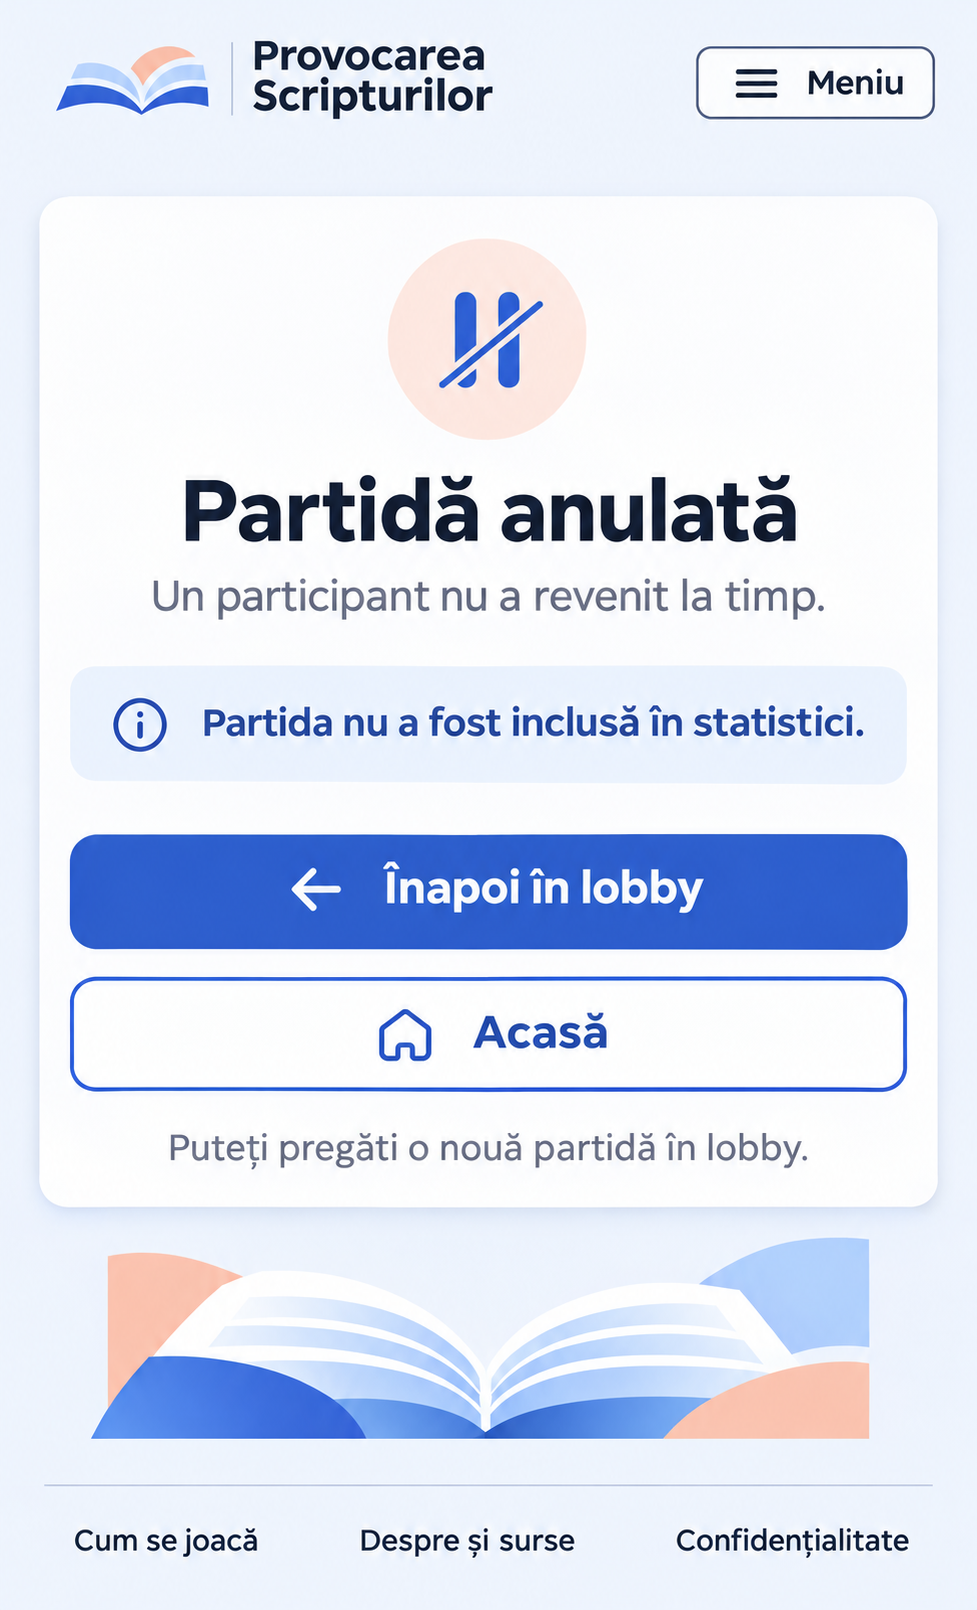 Provocarea
Scripturilor
Meniu
Partidă anulată
Un participant nu a revenit la timp.
Partida nu a fost inclusă în statistici.
Înapoi în lobby
Acasă
Puteți pregăti o nouă partidă în lobby.
Cum se joacă
Despre și surse
Confidențialitate